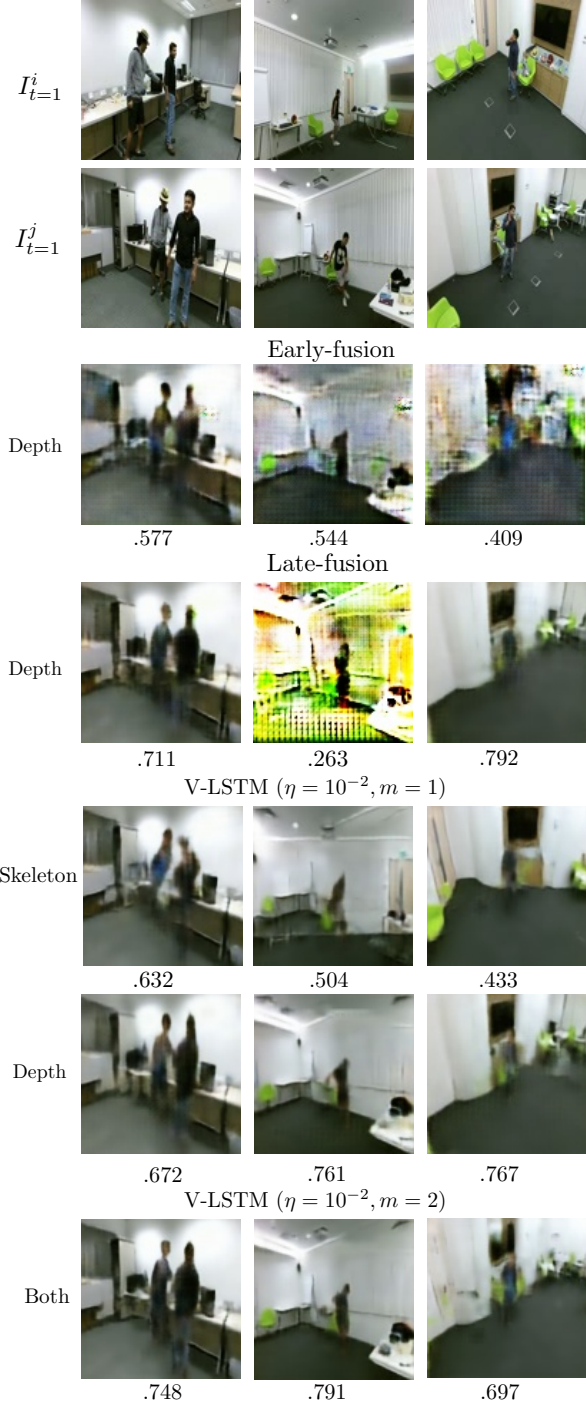 I^i_{t=1}
I^j_{t=1}
Early-fusion
Depth
.577 .544 .409
Late-fusion
Depth
.711 .263 .792
V-LSTM (η = 10^{−2}, m = 1)
Skeleton
.632 .504 .433
Depth
.672 .761 .767
V-LSTM (η = 10^{−2}, m = 2)
Both
.748 .791 .697